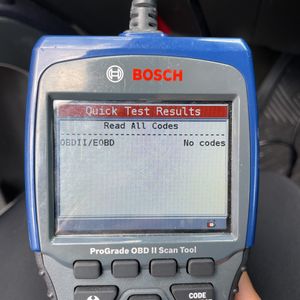 BOSCH
Quick Test Results
Read All Codes
OBDII/EOBD No codes
ProGrade OBD II Scan Tool
CODE